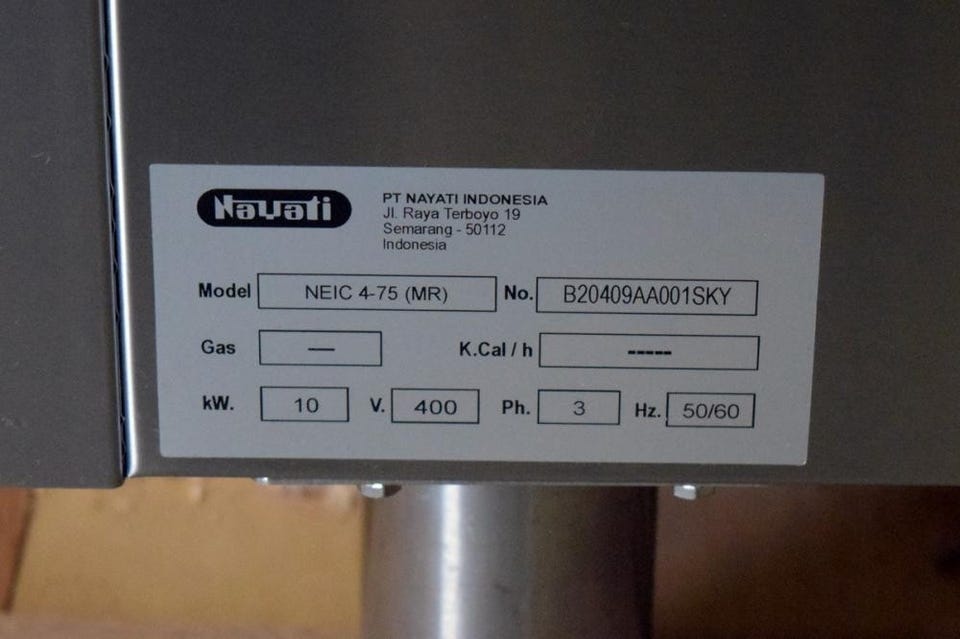 Nayati
PT NAYATI INDONESIA
Jl. Raya Terboyo 19
Semarang - 50112
Indonesia
Model NEIC 4-75 (MR) No. B20409AA001SKY
Gas — K.Cal / h -----
kW. 10 V. 400 Ph. 3 Hz. 50/60